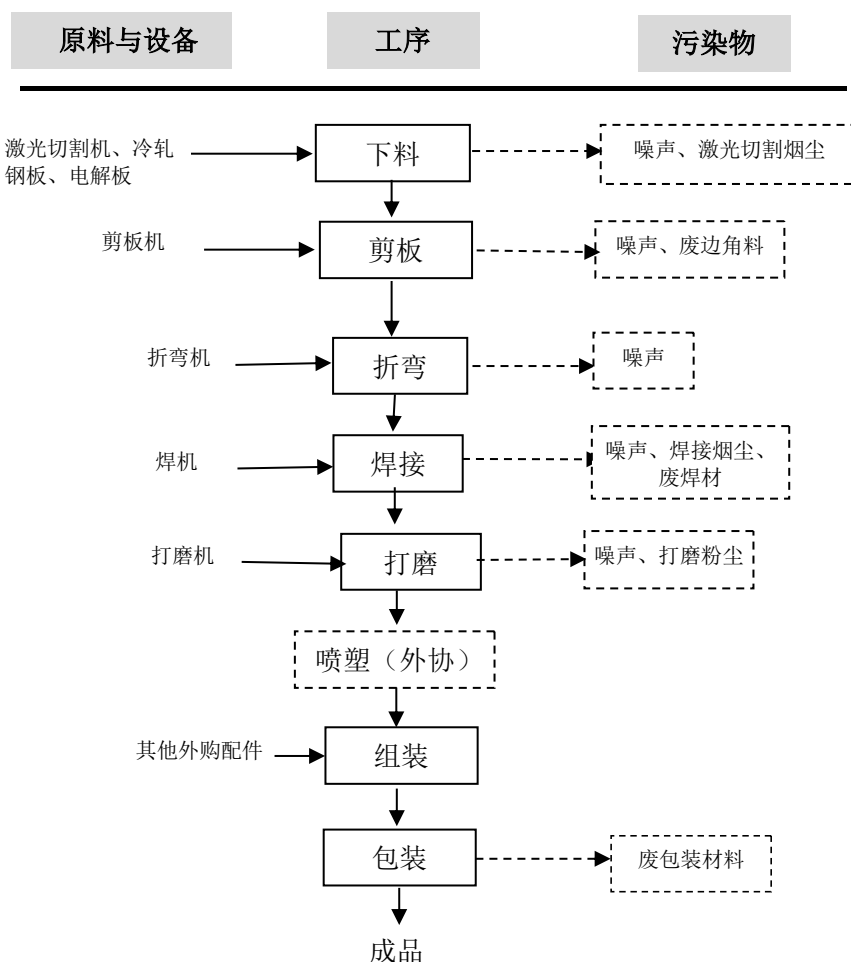 原料与设备
工序
污染物
激光切割机、冷轧
钢板、电解板
下料
噪声、激光切割烟尘
剪板机
剪板
噪声、废边角料
折弯机
折弯
噪声
焊机
焊接
噪声、焊接烟尘、
废焊材
打磨机
打磨
噪声、打磨粉尘
喷塑（外协）
其他外购配件
组装
包装
废包装材料
成品